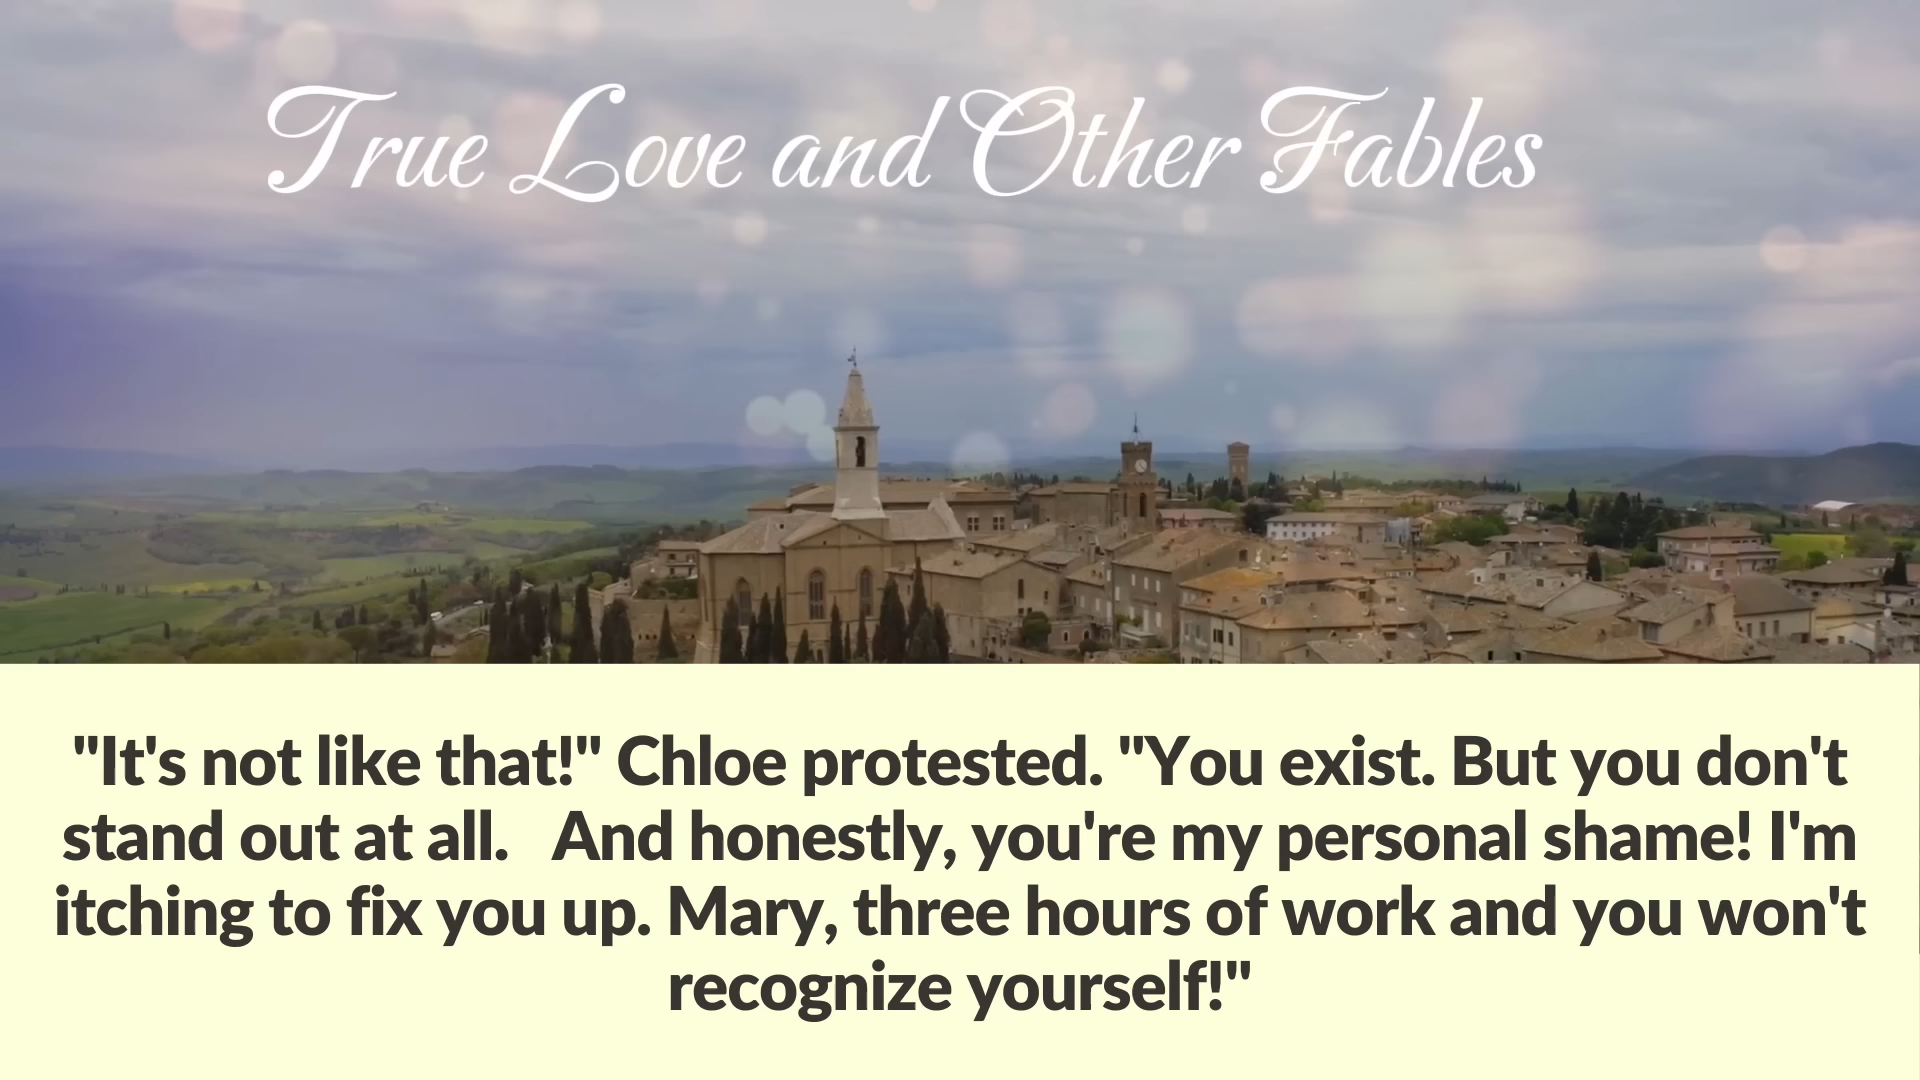 True Love and Other Fables
"It's not like that!" Chloe protested. "You exist. But you don't
stand out at all.   And honestly, you're my personal shame! I'm
itching to fix you up. Mary, three hours of work and you won't
recognize yourself!"